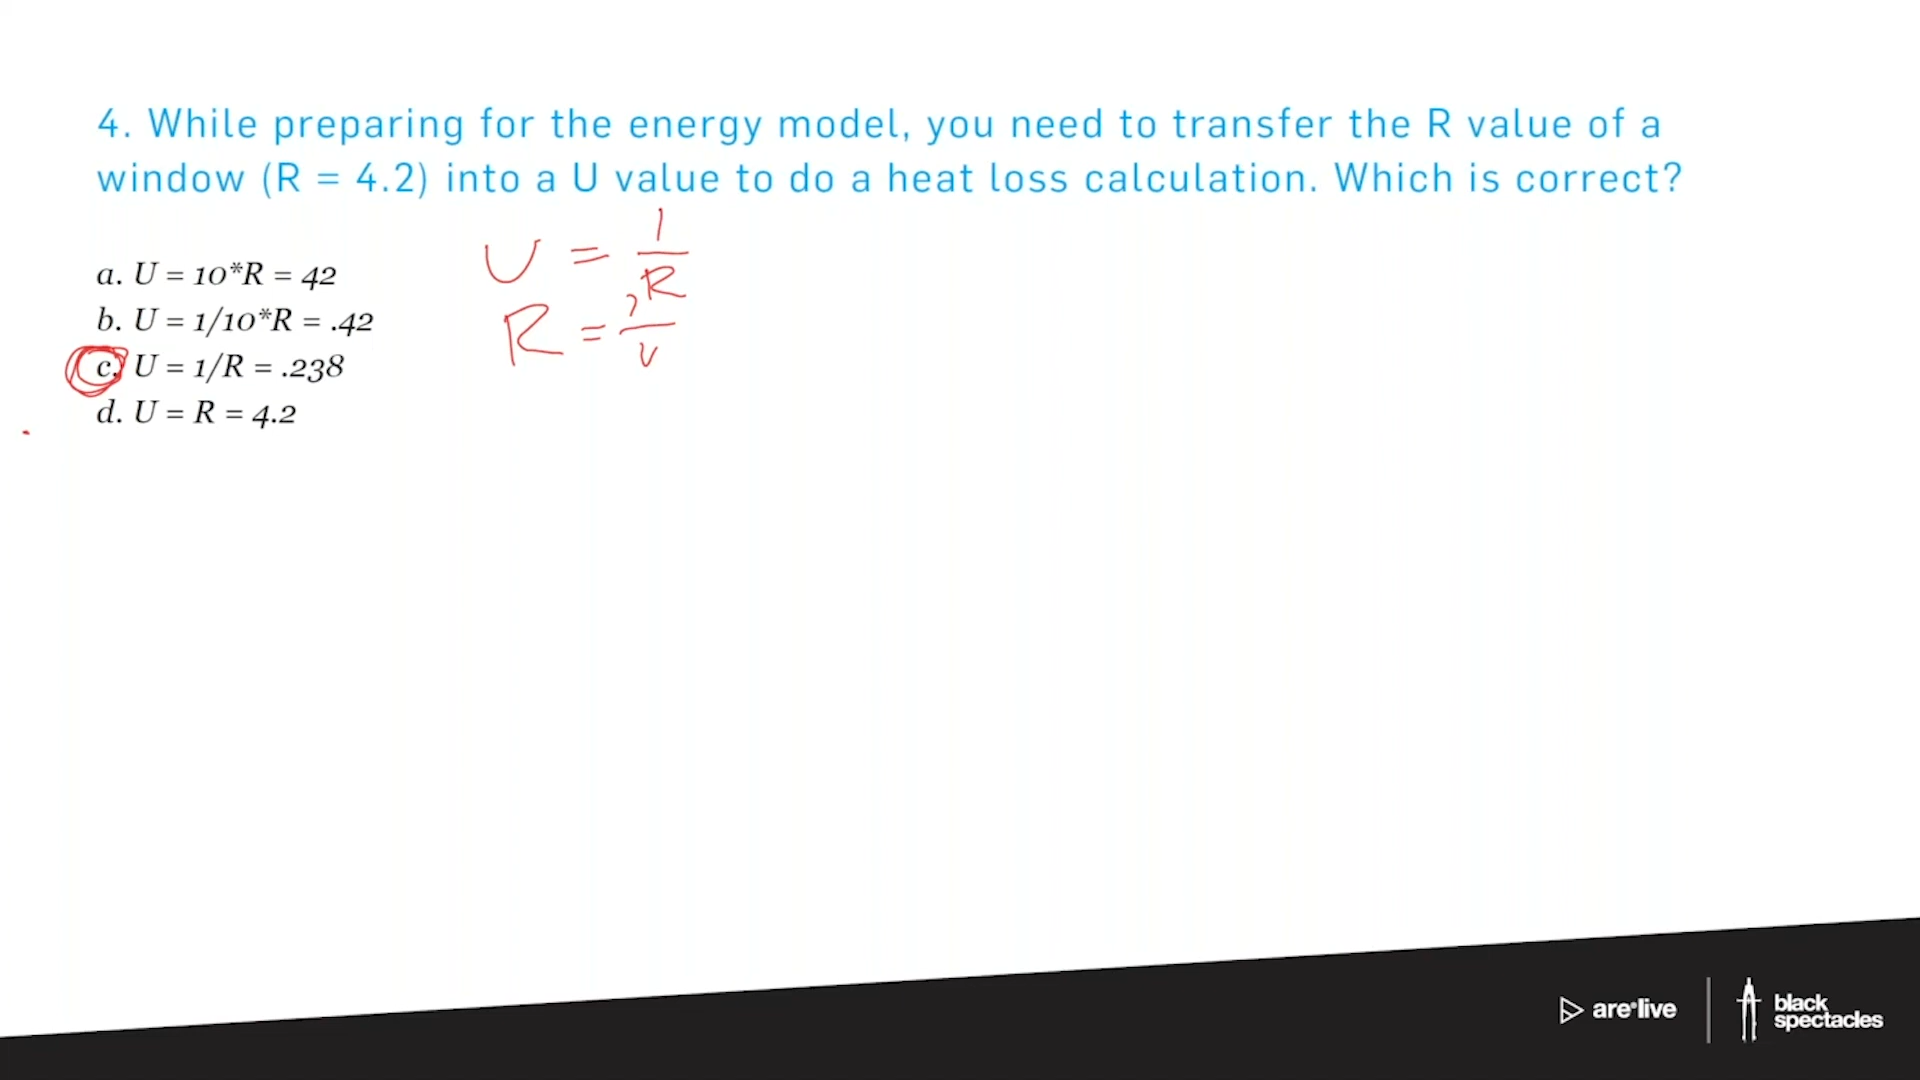 4. While preparing for the energy model, you need to transfer the R value of a
window (R = 4.2) into a U value to do a heat loss calculation. Which is correct?
a. U = 10*R = 42
b. U = 1/10*R = .42
c. U = 1/R = .238
d. U = R = 4.2
U = 1/R
R = 1/U
are live
black
spectacles